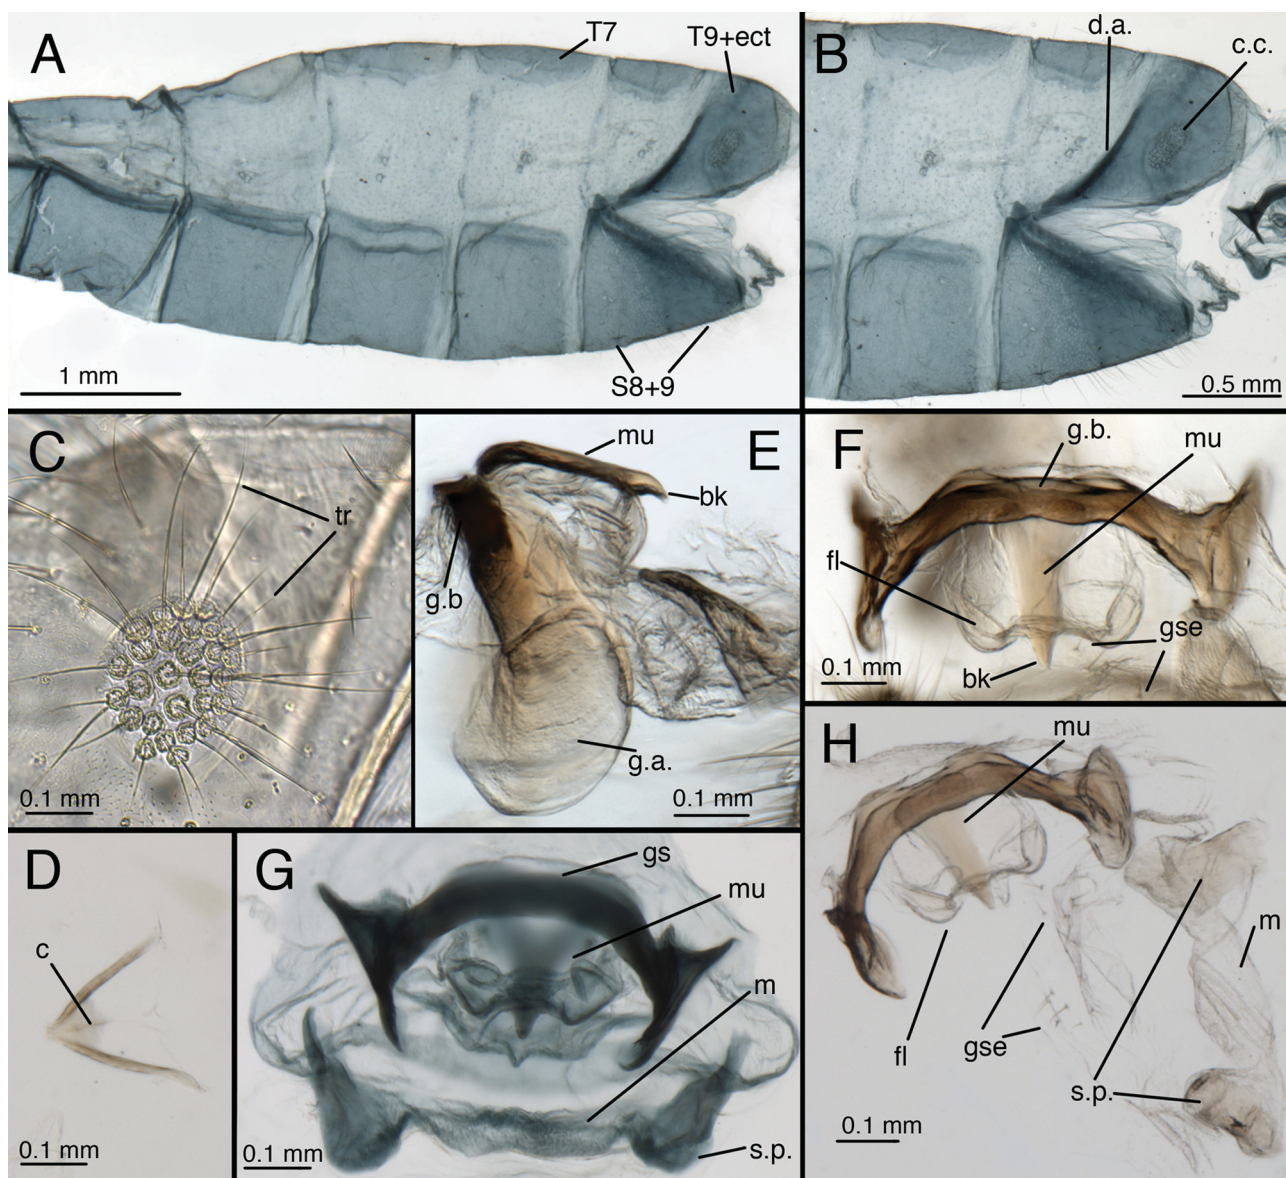 A
T7
T9+ect
1 mm
S8+9
B
d.a.
c.c.
0.5 mm
C
tr
0.1 mm
E
mu
bk
g.b
g.a.
0.1 mm
F
g.b.
mu
fl
gse
bk
0.1 mm
D
c
0.1 mm
G
gs
mu
m
s.p.
0.1 mm
H
mu
m
fl
gse
s.p.
0.1 mm